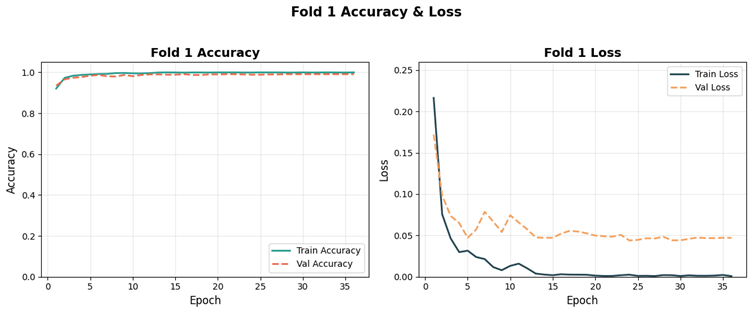 Fold 1 Accuracy & Loss
Fold 1 Accuracy
1.0
0.8
0.6
0.4
0.2
0.0
Accuracy
0 5 10 15 20 25 30 35
Epoch
Train Accuracy
Val Accuracy
Fold 1 Loss
0.25
0.20
0.15
0.10
0.05
0.00
Loss
0 5 10 15 20 25 30 35
Epoch
Train Loss
Val Loss